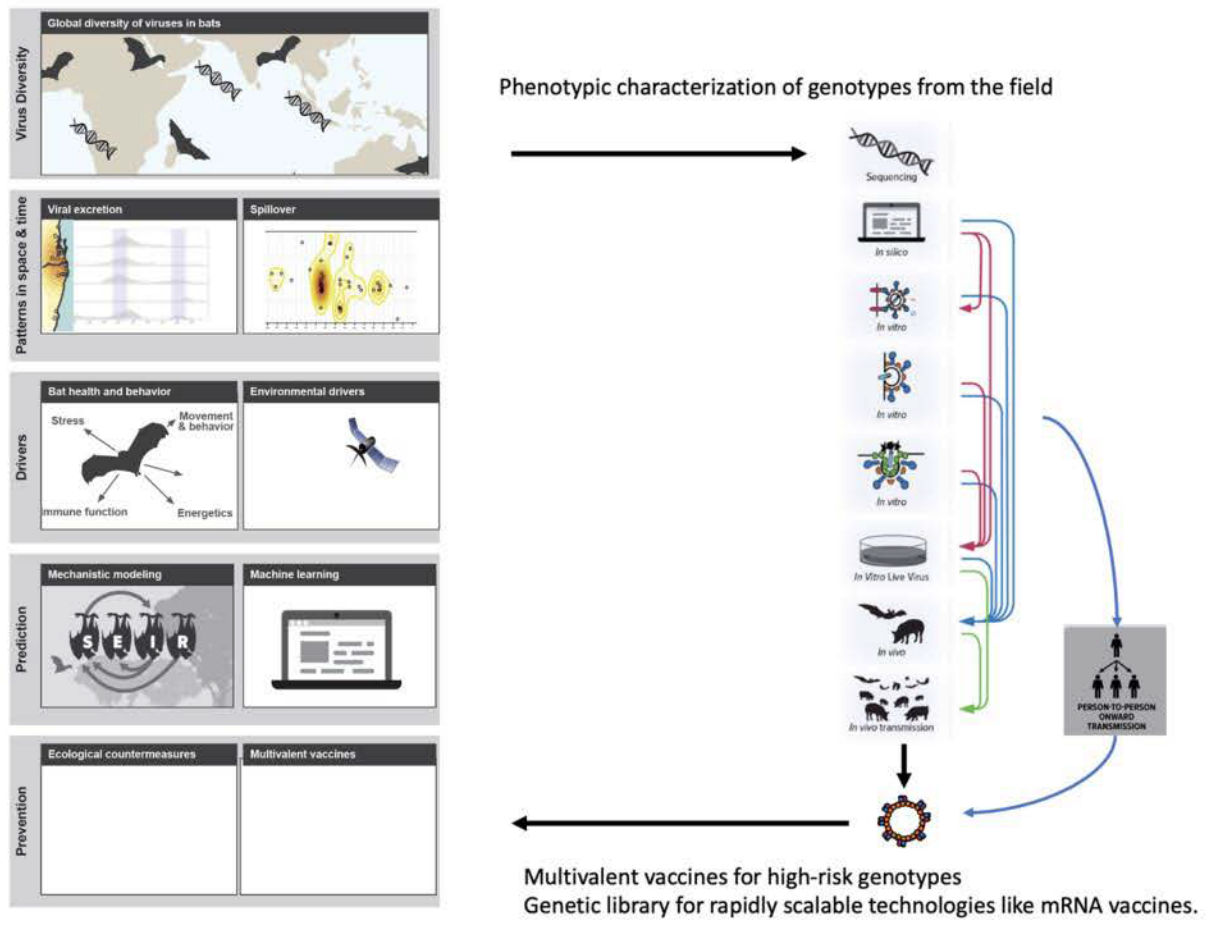 Virus Diversity
Global diversity of viruses in bats
Patterns in space & time
Viral excretion
Spillover
Drivers
Bat health and behavior
Environmental drivers
Stress
Movement
& behavior
mmune function
Energetics
Prediction
Mechanistic modeling
Machine learning
S E I R
Prevention
Ecological countermeasures
Multivalent vaccines
Phenotypic characterization of genotypes from the field
Sequencing
In silico
In vitro
In vitro
In vitro
In Vitro Live Virus
In vivo
In vivo transmission
PERSON-TO-PERSON
ONWARD
TRANSMISSION
Multivalent vaccines for high-risk genotypes
Genetic library for rapidly scalable technologies like mRNA vaccines.